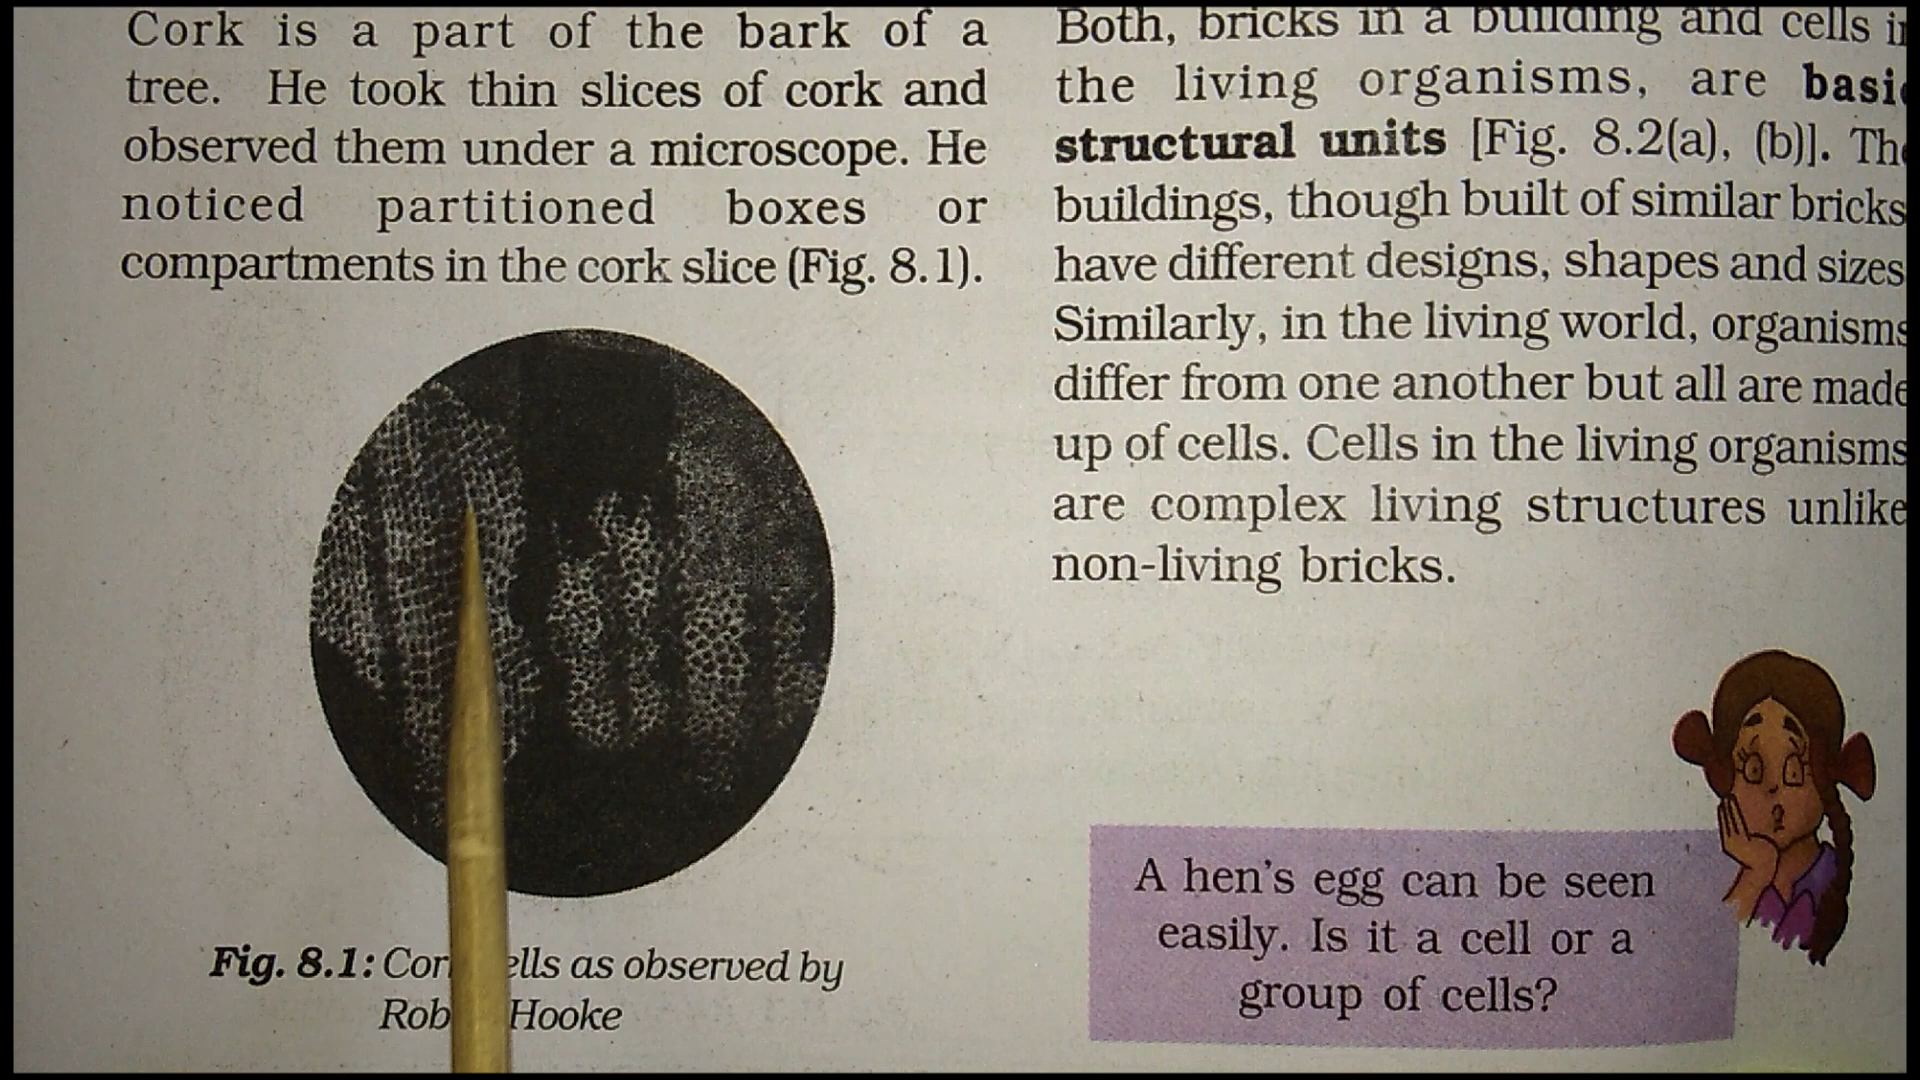 Cork is a part of the bark of a
tree. He took thin slices of cork and
observed them under a microscope. He
noticed partitioned boxes or
compartments in the cork slice (Fig. 8.1).
Fig. 8.1: ells as observed by
Hooke
Both, bricks in a building and cells
the living organisms, are
structural units [Fig. 8.2(a), (b)].
buildings, though built of similar bricks
have different designs, shapes and sizes
Similarly, in the living world, organisms
differ from one another but all are made
up of cells. Cells in the living organisms
are complex living structures unlike
non-living bricks.
A hen's egg can be seen
easily. Is it a cell or a
group of cells?